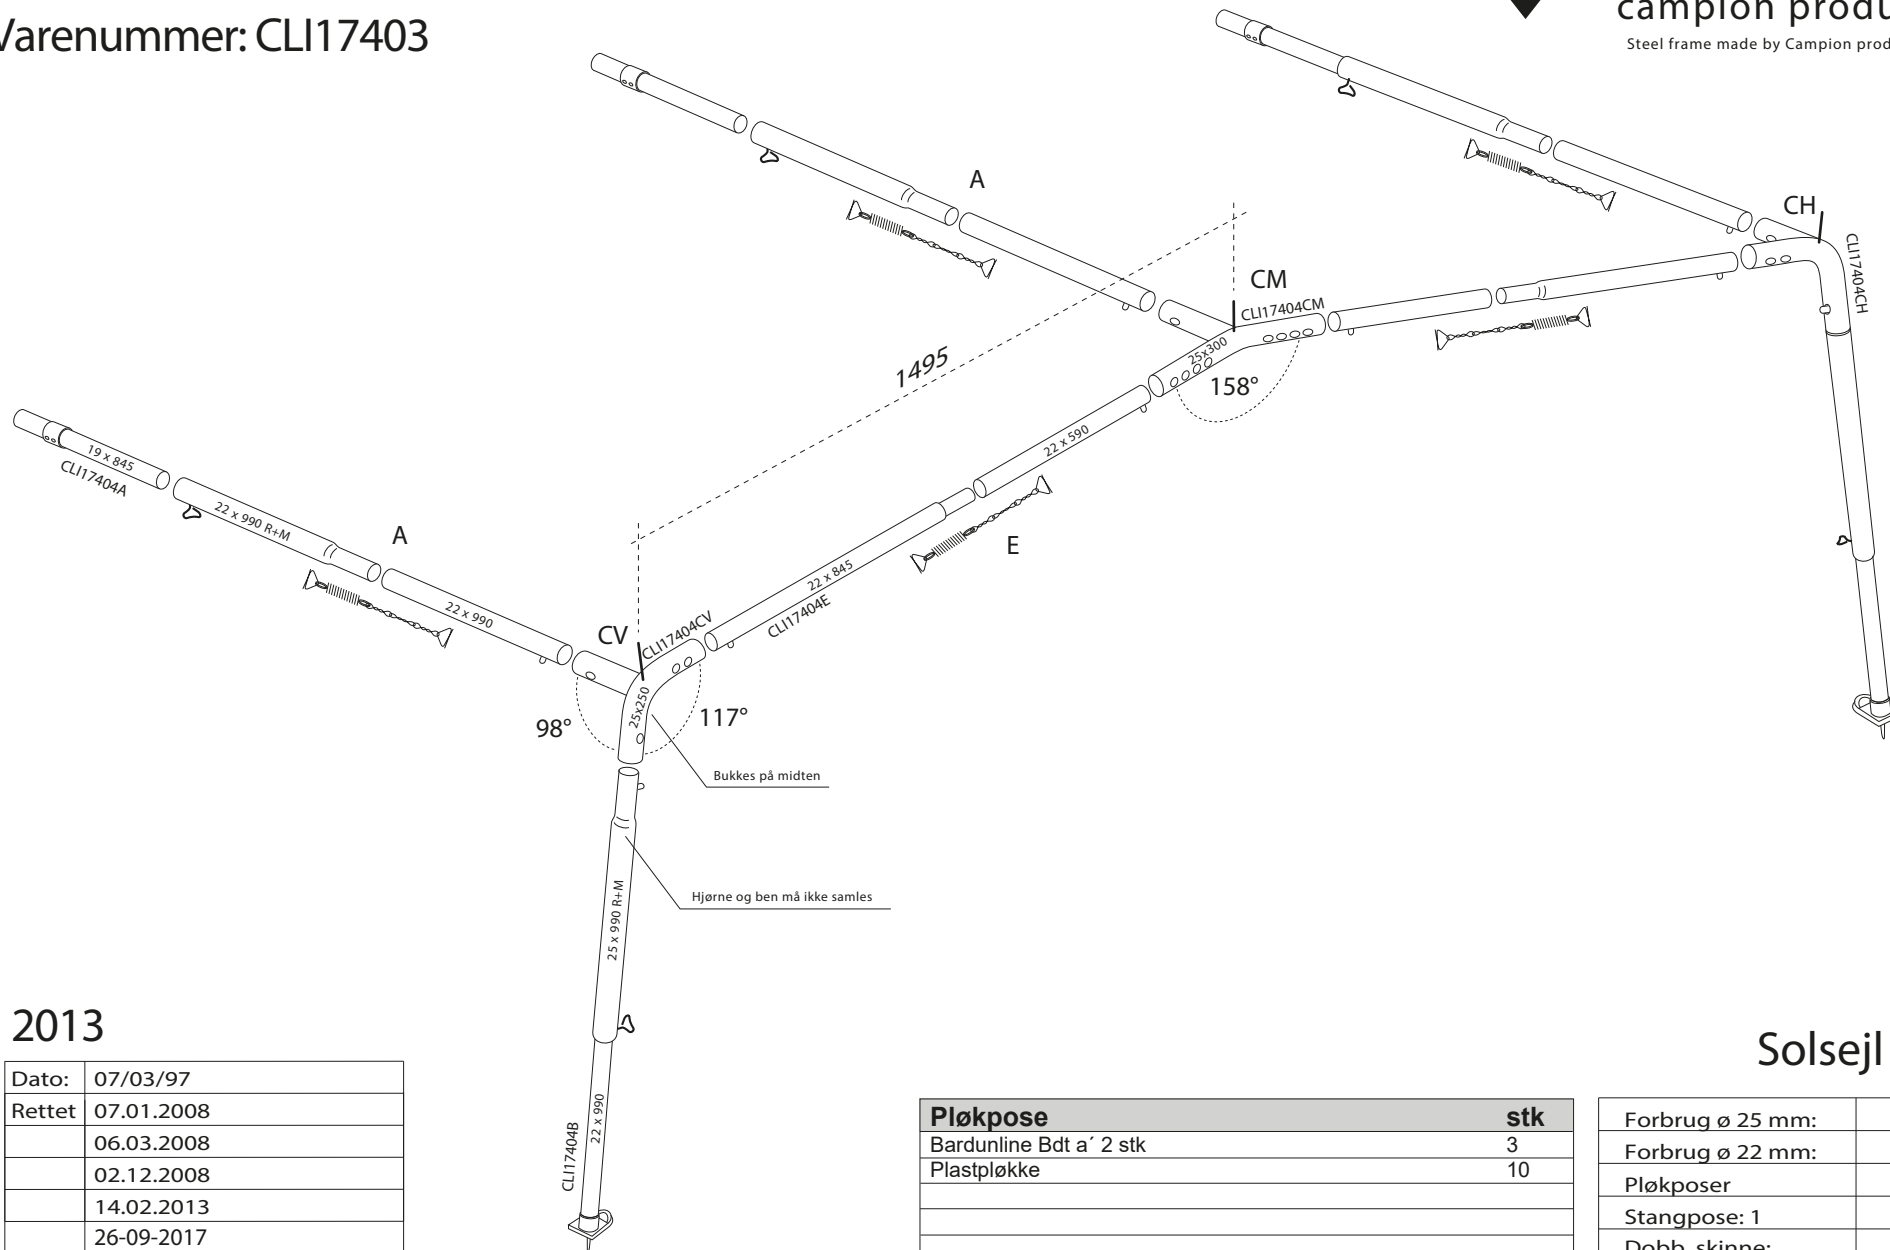 Varenummer: CLI17403
campion produ
Steel frame made by Campion prod
A
CH
CLI17404CH
CM
CLI17404CM
25x300
158°
1495
19 x 845
CLI17404A
22 x 990 R+M
A
22 x 990
22 x 590
E
22 x 845
CLI17404E
CV
CLI17404CV
25x250
98°
117°
Bukkes på midten
Hjørne og ben må ikke samles
25 x 990 R+M
22 x 990
CLI17404B
2013
Dato: 07/03/97
Rettet 07.01.2008
06.03.2008
02.12.2008
14.02.2013
26-09-2017
Pløkpose stk
Bardunline Bdt a´ 2 stk 3
Plastpløkke 10
Solsejl
Forbrug ø 25 mm:
Forbrug ø 22 mm:
Pløkposer
Stangpose: 1
Dobb. skinne: